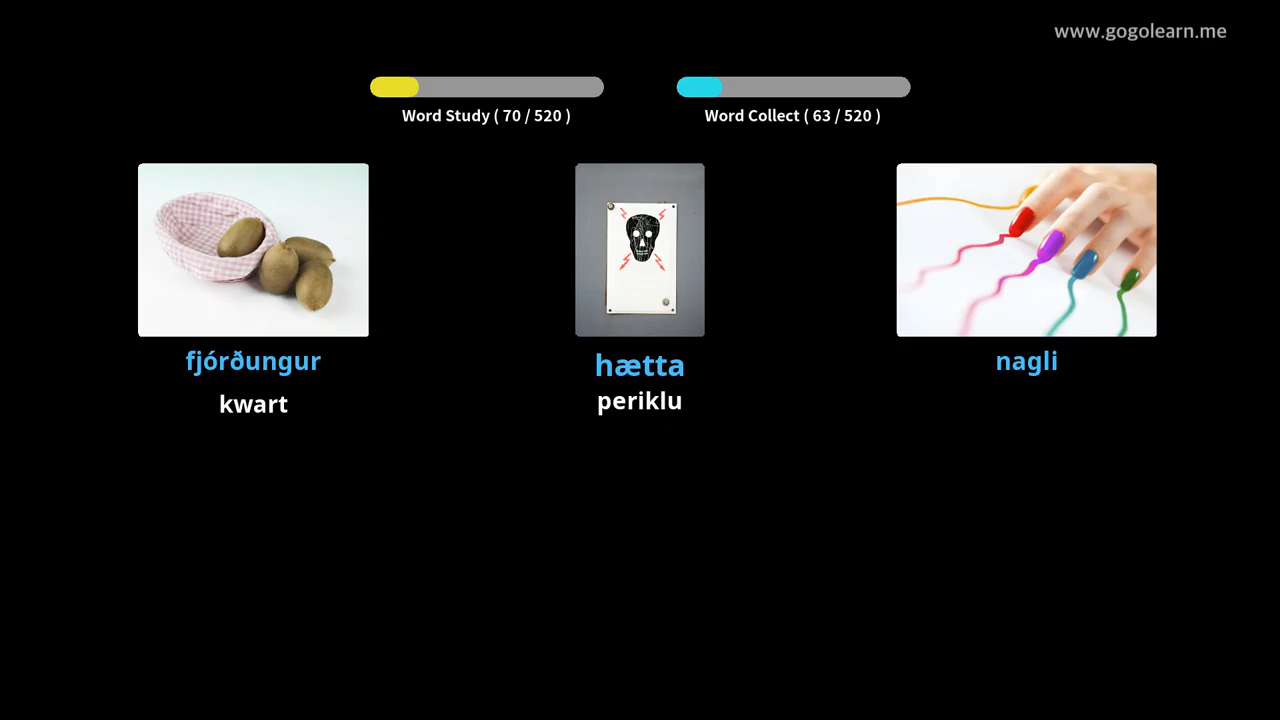 www.gogolearn.me
Word Study ( 70 / 520 )
Word Collect ( 63 / 520 )
fjórðungur
hætta
nagli
kwart
periklu